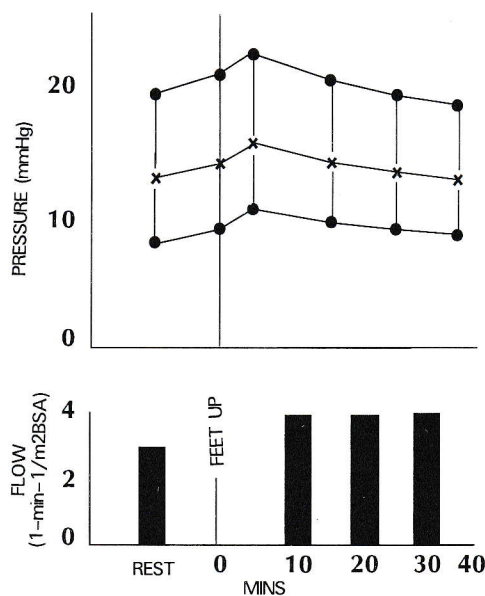 20
PRESSURE (mmHg)
10
0
4
FLOW
(1-min-1/m2BSA)
2
0
FEET UP
REST 0 10 20 30 40
MINS